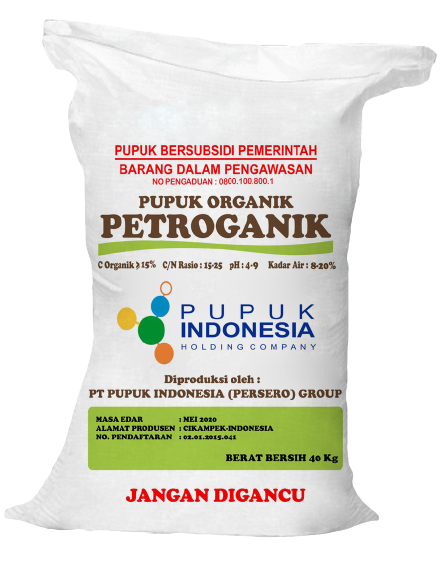 PUPUK BERSUBSIDI PEMERINTAH
BARANG DALAM PENGAWASAN
NO PENGADUAN : 0800.100.800.1
PUPUK ORGANIK
PETROGANIK
C Organik ≥ 15% C/N Rasio : 15-25 pH : 4-9 Kadar Air : 8-20%
PUPUK
INDONESIA
HOLDING COMPANY
Diproduksi oleh :
PT PUPUK INDONESIA (PERSERO) GROUP
MASA EDAR : MEI 2020
ALAMAT PRODUSEN : CIKAMPEK-INDONESIA
NO. PENDAFTARAN : 02.01.2015.041
BERAT BERSIH 40 Kg
JANGAN DIGANCU